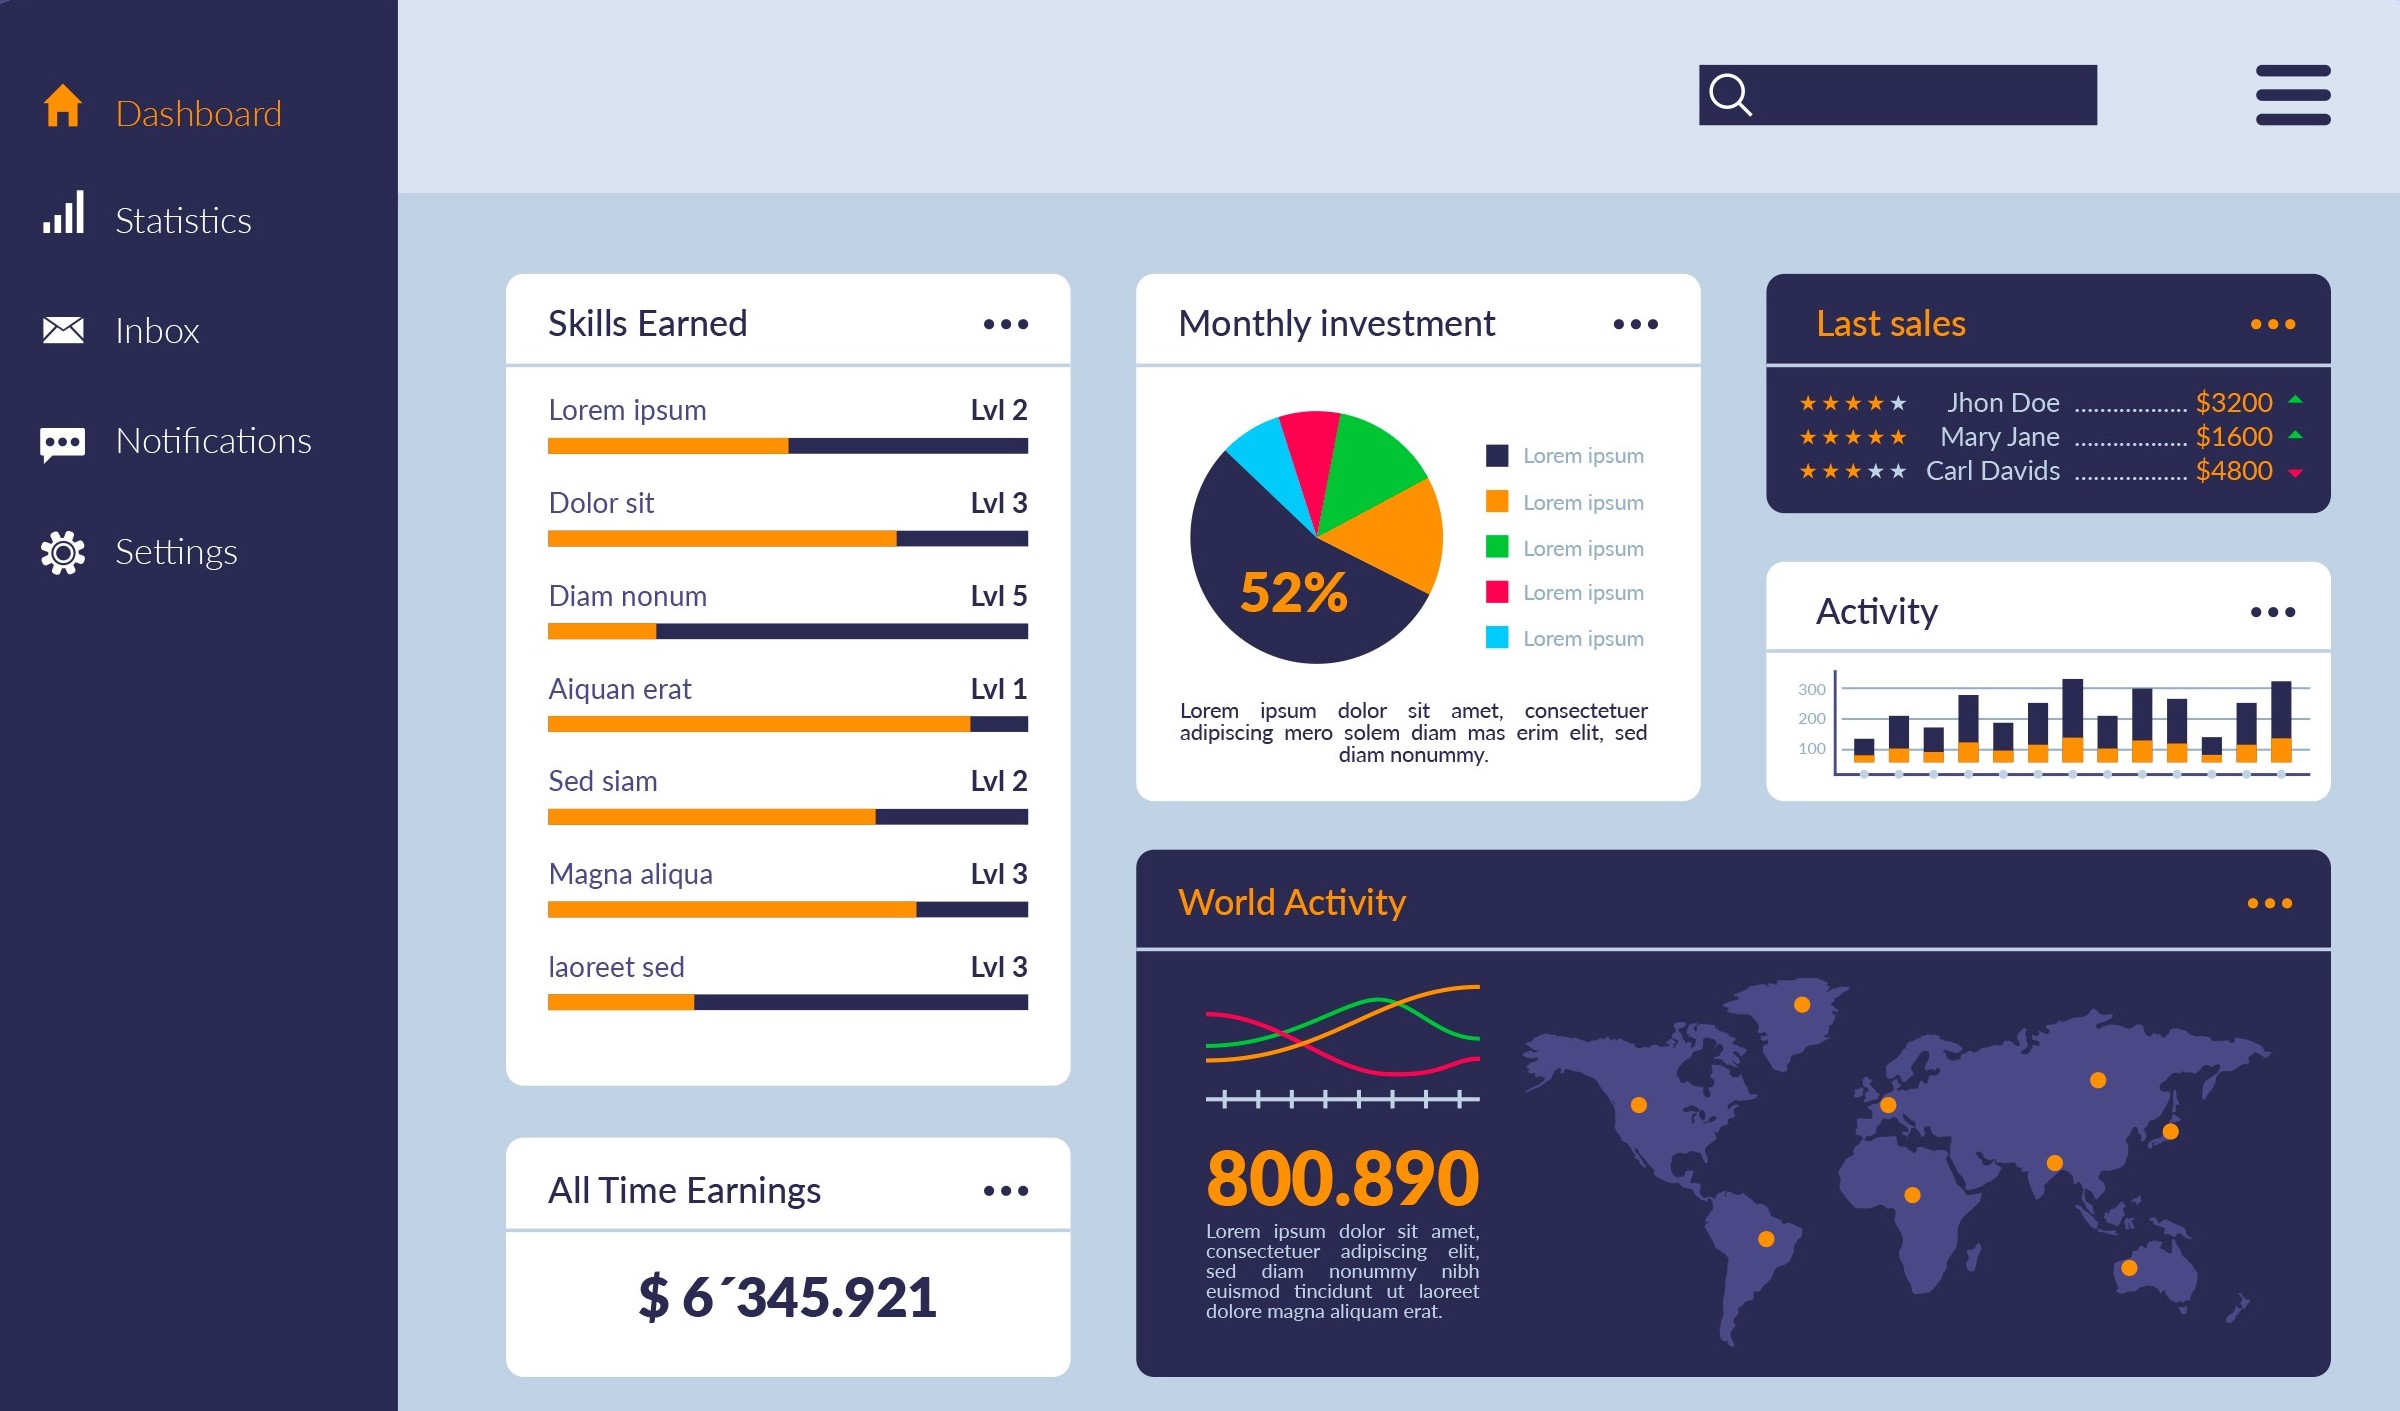 Dashboard
Statistics
Inbox
Notifications
Settings
Skills Earned
Lorem ipsum Lvl 2
Dolor sit Lvl 3
Diam nonum Lvl 5
Aiquan erat Lvl 1
Sed siam Lvl 2
Magna aliqua Lvl 3
laoreet sed Lvl 3
All Time Earnings
$ 6´345.921
Monthly investment
52%
Lorem ipsum
Lorem ipsum
Lorem ipsum
Lorem ipsum
Lorem ipsum
Lorem ipsum dolor sit amet, consectetuer
adipiscing mero solem diam mas erim elit, sed
diam nonummy.
Last sales
Jhon Doe .................. $3200
Mary Jane .................. $1600
Carl Davids .................. $4800
Activity
300
200
100
World Activity
800.890
Lorem ipsum dolor sit amet,
consectetuer adipiscing elit,
sed diam nonummy nibh
euismod tincidunt ut laoreet
dolore magna aliquam erat.